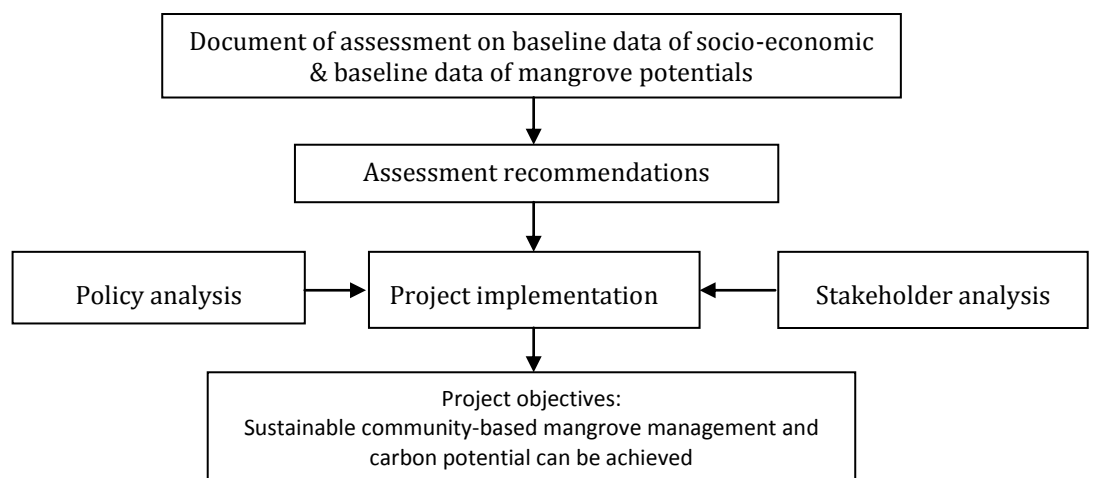 Document of assessment on baseline data of socio-economic
& baseline data of mangrove potentials
Assessment recommendations
Policy analysis
Project implementation
Stakeholder analysis
Project objectives:
Sustainable community-based mangrove management and
carbon potential can be achieved